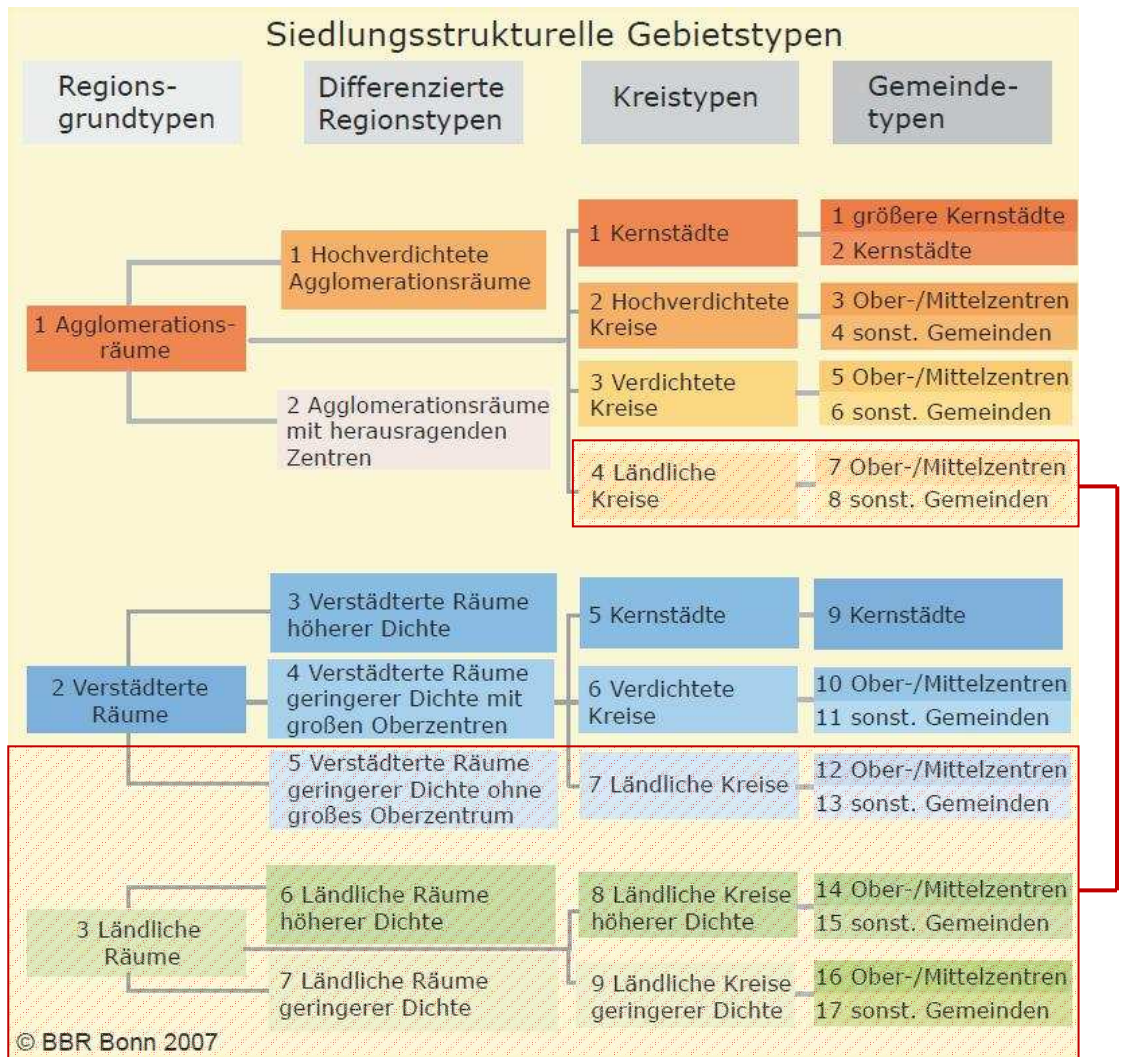 Siedlungsstrukturelle Gebietstypen
Regions-
grundtypen
Differenzierte
Regionstypen
Kreistypen
Gemeinde-
typen
1 Agglomerations-
räume
1 Hochverdichtete
Agglomerationsräume
2 Agglomerationsräume
mit herausragenden
Zentren
1 Kernstädte
1 größere Kernstädte
2 Kernstädte
2 Hochverdichtete
Kreise
3 Ober-/Mittelzentren
4 sonst. Gemeinden
3 Verdichtete
Kreise
5 Ober-/Mittelzentren
6 sonst. Gemeinden
4 Ländliche
Kreise
7 Ober-/Mittelzentren
8 sonst. Gemeinden
2 Verstädterte
Räume
3 Verstädterte Räume
höherer Dichte
4 Verstädterte Räume
geringerer Dichte mit
großen Oberzentren
5 Verstädterte Räume
geringerer Dichte ohne
großes Oberzentrum
5 Kernstädte
9 Kernstädte
6 Verdichtete
Kreise
10 Ober-/Mittelzentren
11 sonst. Gemeinden
7 Ländliche Kreise
12 Ober-/Mittelzentren
13 sonst. Gemeinden
3 Ländliche
Räume
6 Ländliche Räume
höherer Dichte
7 Ländliche Räume
geringerer Dichte
8 Ländliche Kreise
höherer Dichte
14 Ober-/Mittelzentren
15 sonst. Gemeinden
9 Ländliche Kreise
geringerer Dichte
16 Ober-/Mittelzentren
17 sonst. Gemeinden
© BBR Bonn 2007